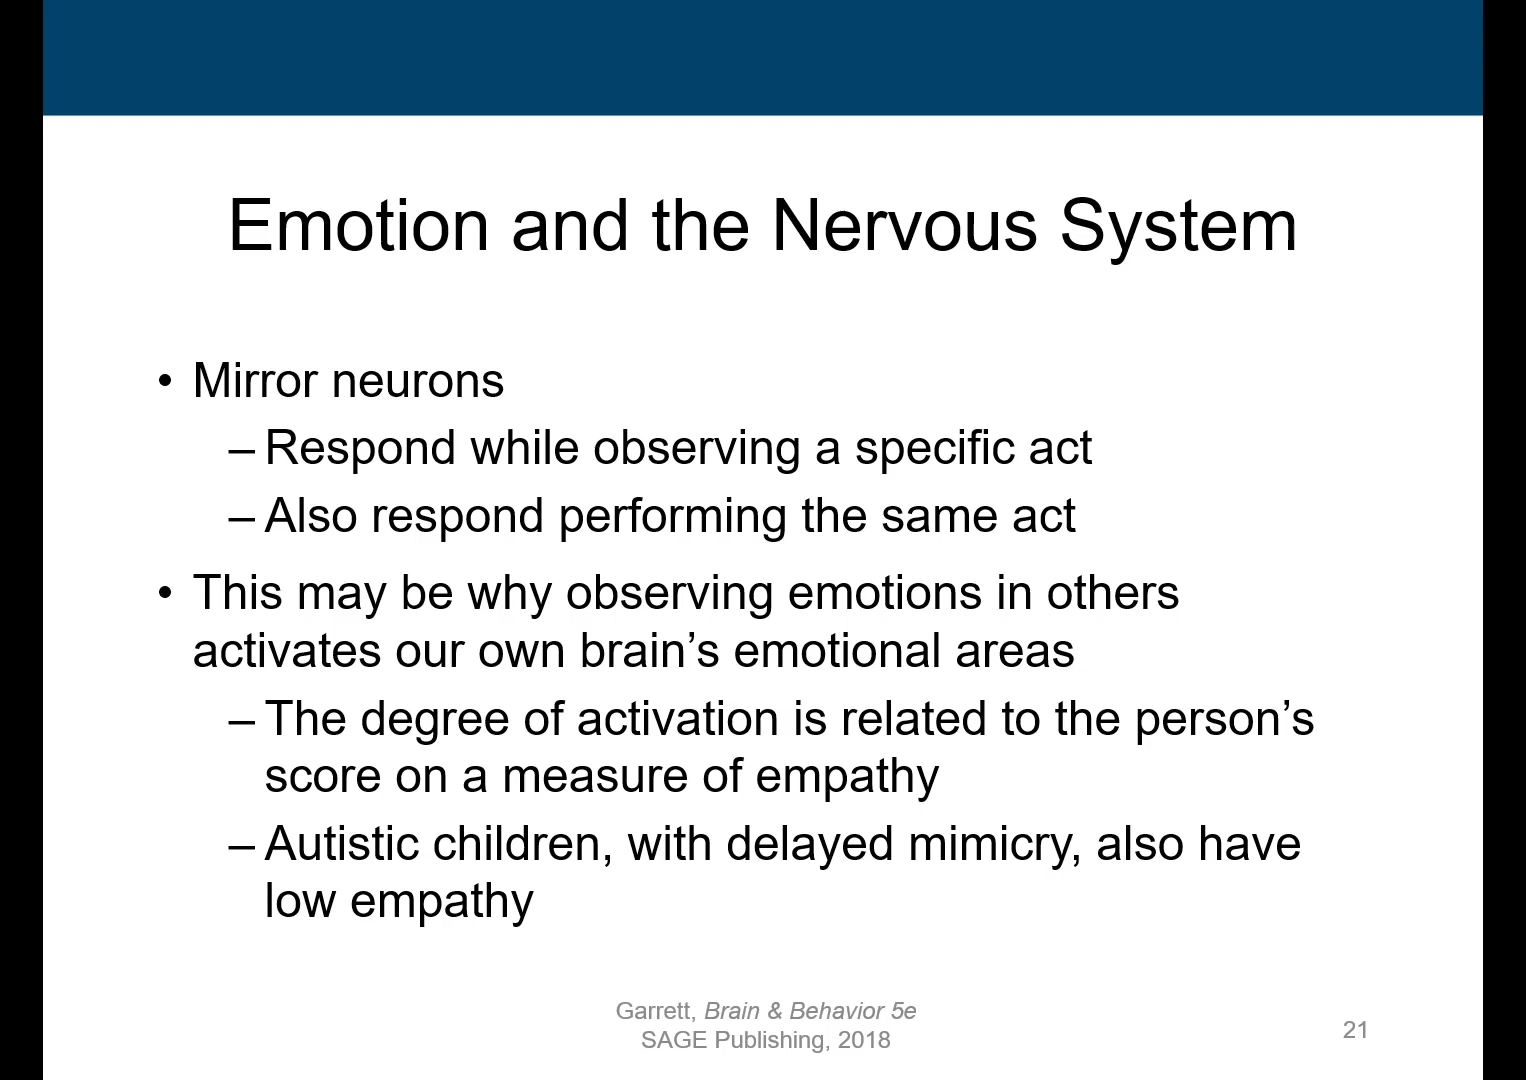 Emotion and the Nervous System
• Mirror neurons
– Respond while observing a specific act
– Also respond performing the same act
• This may be why observing emotions in others
activates our own brain’s emotional areas
– The degree of activation is related to the person’s
score on a measure of empathy
– Autistic children, with delayed mimicry, also have
low empathy
Garrett, Brain & Behavior 5e
SAGE Publishing, 2018
21